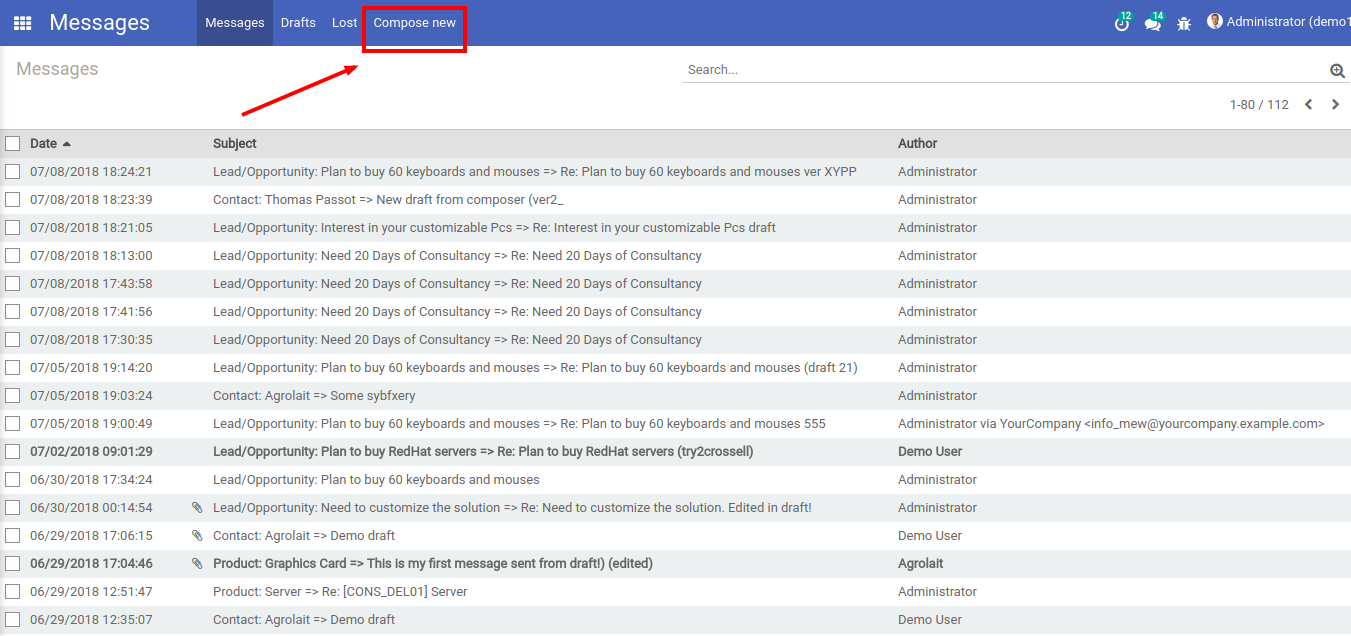 Messages Messages Drafts Lost Compose new 12 14 Administrator (demo1
Messages Search...
1-80 / 112
Date Subject Author
07/08/2018 18:24:21 Lead/Opportunity: Plan to buy 60 keyboards and mouses => Re: Plan to buy 60 keyboards and mouses ver XYPP Administrator
07/08/2018 18:23:39 Contact: Thomas Passot => New draft from composer (ver2_ Administrator
07/08/2018 18:21:05 Lead/Opportunity: Interest in your customizable Pcs => Re: Interest in your customizable Pcs draft Administrator
07/08/2018 18:13:00 Lead/Opportunity: Need 20 Days of Consultancy => Re: Need 20 Days of Consultancy Administrator
07/08/2018 17:43:58 Lead/Opportunity: Need 20 Days of Consultancy => Re: Need 20 Days of Consultancy Administrator
07/08/2018 17:41:56 Lead/Opportunity: Need 20 Days of Consultancy => Re: Need 20 Days of Consultancy Administrator
07/08/2018 17:30:35 Lead/Opportunity: Need 20 Days of Consultancy => Re: Need 20 Days of Consultancy Administrator
07/05/2018 19:14:20 Lead/Opportunity: Plan to buy 60 keyboards and mouses => Re: Plan to buy 60 keyboards and mouses (draft 21) Administrator
07/05/2018 19:03:24 Contact: Agrolait => Some sybfxery Administrator
07/05/2018 19:00:49 Lead/Opportunity: Plan to buy 60 keyboards and mouses => Re: Plan to buy 60 keyboards and mouses 555 Administrator via YourCompany <info_mew@yourcompany.example.com>
07/02/2018 09:01:29 Lead/Opportunity: Plan to buy RedHat servers => Re: Plan to buy RedHat servers (try2crossell) Demo User
06/30/2018 17:34:24 Lead/Opportunity: Plan to buy 60 keyboards and mouses Administrator
06/30/2018 00:14:54 Lead/Opportunity: Need to customize the solution => Re: Need to customize the solution. Edited in draft! Administrator
06/29/2018 17:06:15 Contact: Agrolait => Demo draft Demo User
06/29/2018 17:04:46 Product: Graphics Card => This is my first message sent from draft!) (edited) Agrolait
06/29/2018 12:51:47 Product: Server => Re: [CONS_DEL01] Server Administrator
06/29/2018 12:35:07 Contact: Agrolait => Demo draft Demo User